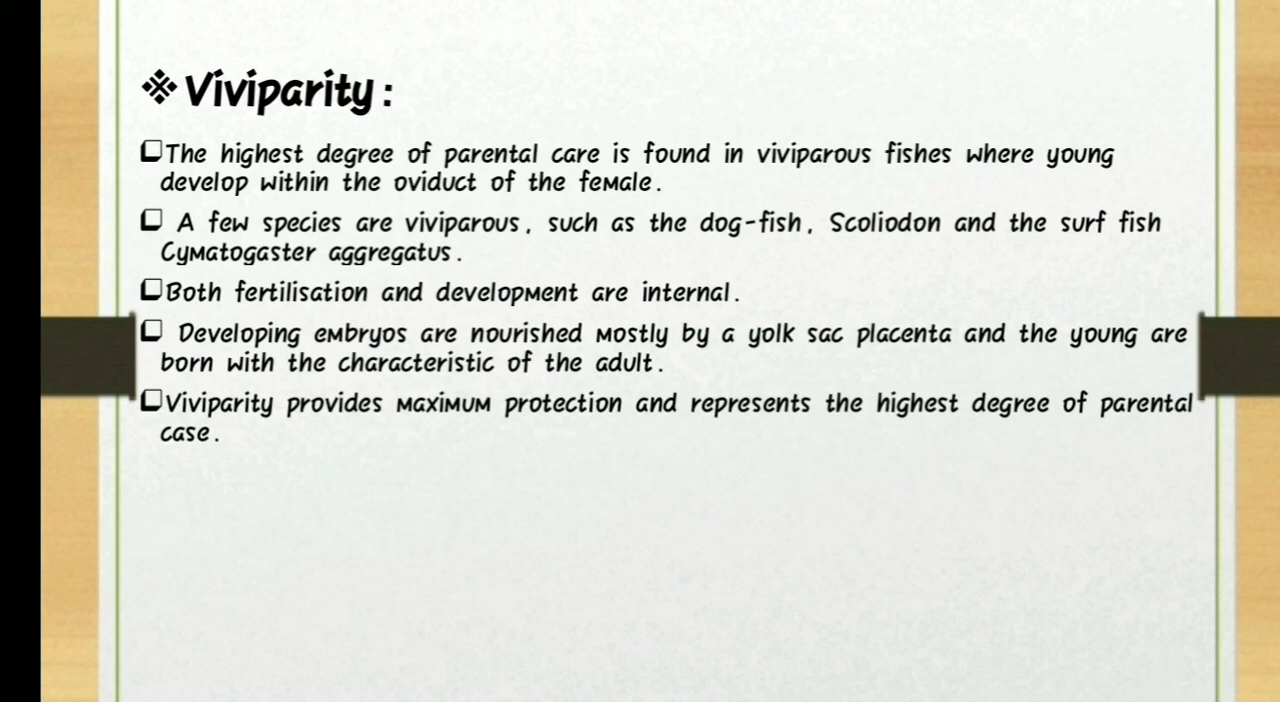 ❖Viviparity :
❑The highest degree of parental care is found in viviparous fishes where young
develop within the oviduct of the female.
❑ A few species are viviparous, such as the dog-fish, Scoliodon and the surf fish
Cymatogaster aggregatus.
❑Both fertilisation and development are internal.
❑ Developing embryos are nourished mostly by a yolk sac placenta and the young are
born with the characteristic of the adult.
❑Viviparity provides maximum protection and represents the highest degree of parental
case.